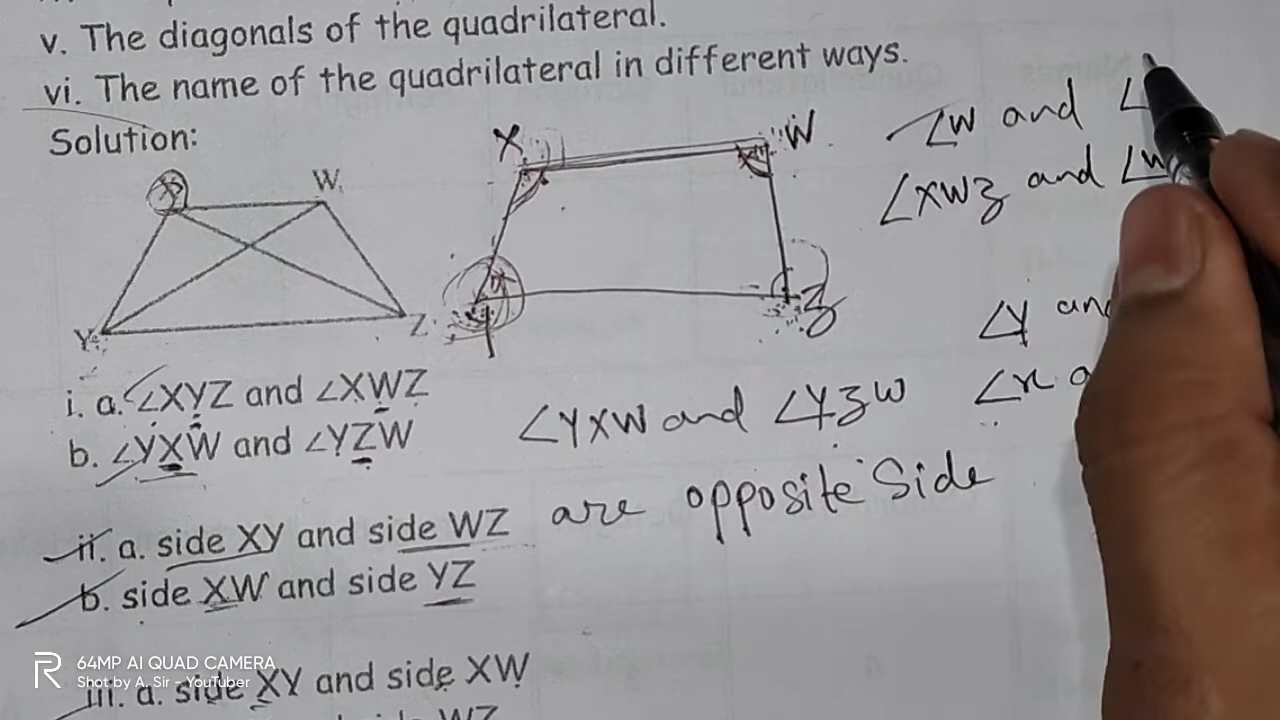 v. The diagonals of the quadrilateral.
vi. The name of the quadrilateral in different ways.
Solution:
X W
Y Z
X W
Y Z
∠W and ∠
∠XWZ and ∠W
∠Y and
∠x a
i. a. ∠XYZ and ∠XWZ
b. ∠YXW and ∠YZW
∠YXW and ∠YZW
ii. a. side XY and side WZ are opposite Side
b. side XW and side YZ
iii. a. side XY and side XW
WZ
64MP AI QUAD CAMERA
Shot by A. Sir - YouTuber